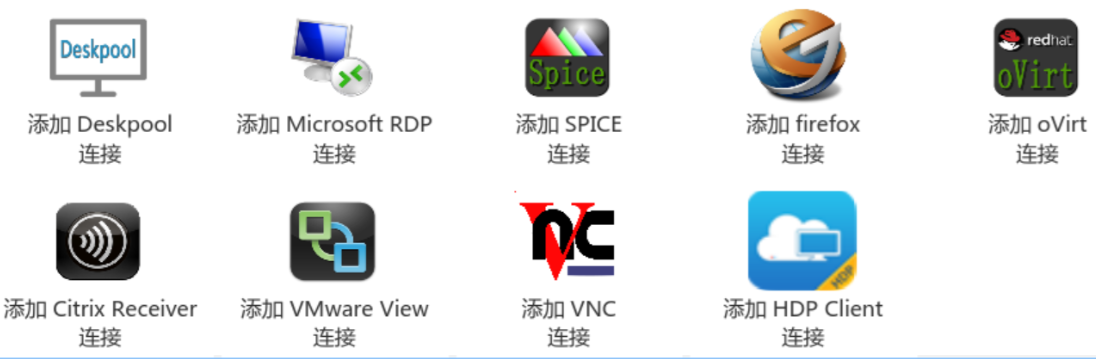 Deskpool
Spice
redhat
oVirt
添加 Deskpool
连接
添加 Microsoft RDP
连接
添加 SPICE
连接
添加 firefox
连接
添加 oVirt
连接
VNC
HDP
添加 Citrix Receiver
连接
添加 VMware View
连接
添加 VNC
连接
添加 HDP Client
连接